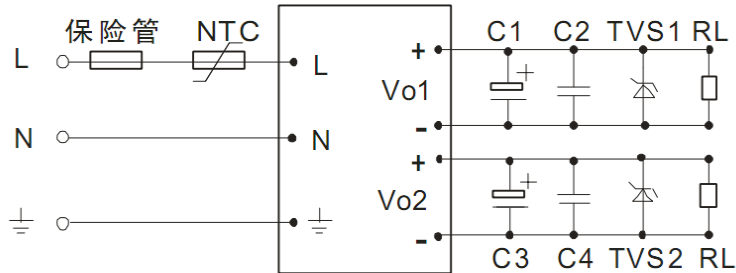 保险管 NTC
L
N
L
N
+
Vo1
-
+
Vo2
-
C1 C2 TVS1 RL
+
+
C3 C4 TVS2 RL